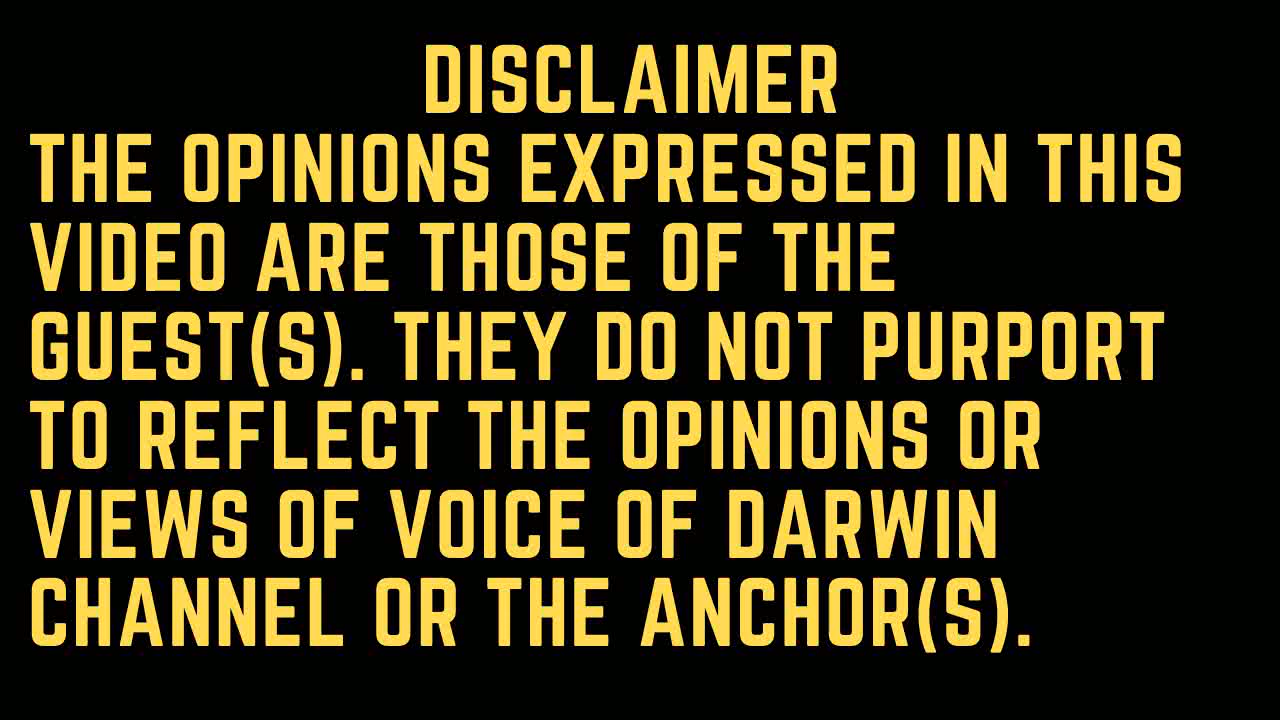 DISCLAIMER
THE OPINIONS EXPRESSED IN THIS
VIDEO ARE THOSE OF THE
GUEST(S). THEY DO NOT PURPORT
TO REFLECT THE OPINIONS OR
VIEWS OF VOICE OF DARWIN
CHANNEL OR THE ANCHOR(S).